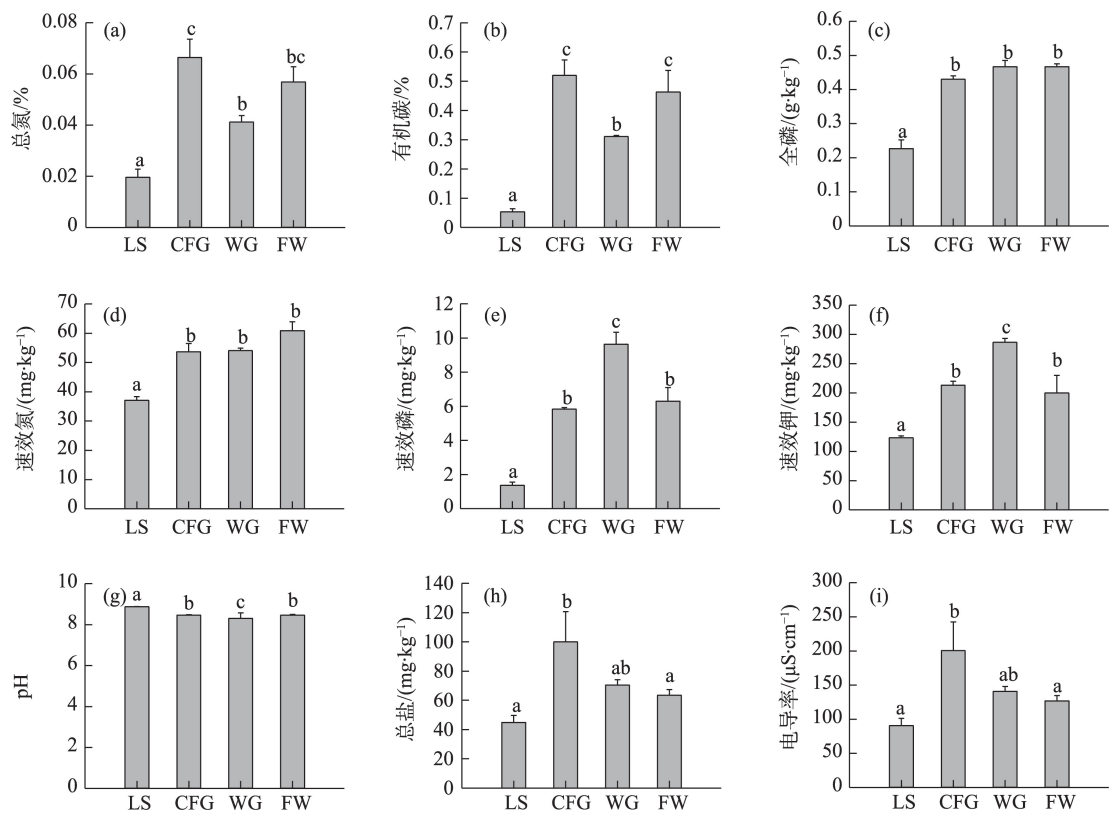 (a)
总氮/%
0.08
0.06
0.04
0.02
0
a
c
b
bc
LS CFG WG FW
(b)
有机碳/%
0.7
0.6
0.5
0.4
0.3
0.2
0.1
0
a
c
b
c
LS CFG WG FW
(c)
全磷/(g·kg⁻¹)
0.6
0.5
0.4
0.3
0.2
0.1
0
a
b
b
b
LS CFG WG FW
(d)
速效氮/(mg·kg⁻¹)
70
60
50
40
30
20
10
0
a
b
b
b
LS CFG WG FW
(e)
速效磷/(mg·kg⁻¹)
12
10
8
6
4
2
0
a
b
c
b
LS CFG WG FW
(f)
速效钾/(mg·kg⁻¹)
350
300
250
200
150
100
50
0
a
b
c
b
LS CFG WG FW
(g)
pH
10
8
6
4
2
0
a
b
c
b
LS CFG WG FW
(h)
总盐/(mg·kg⁻¹)
140
120
100
80
60
40
20
0
a
b
ab
a
LS CFG WG FW
(i)
电导率/(μS·cm⁻¹)
300
250
200
150
100
50
0
a
b
ab
a
LS CFG WG FW